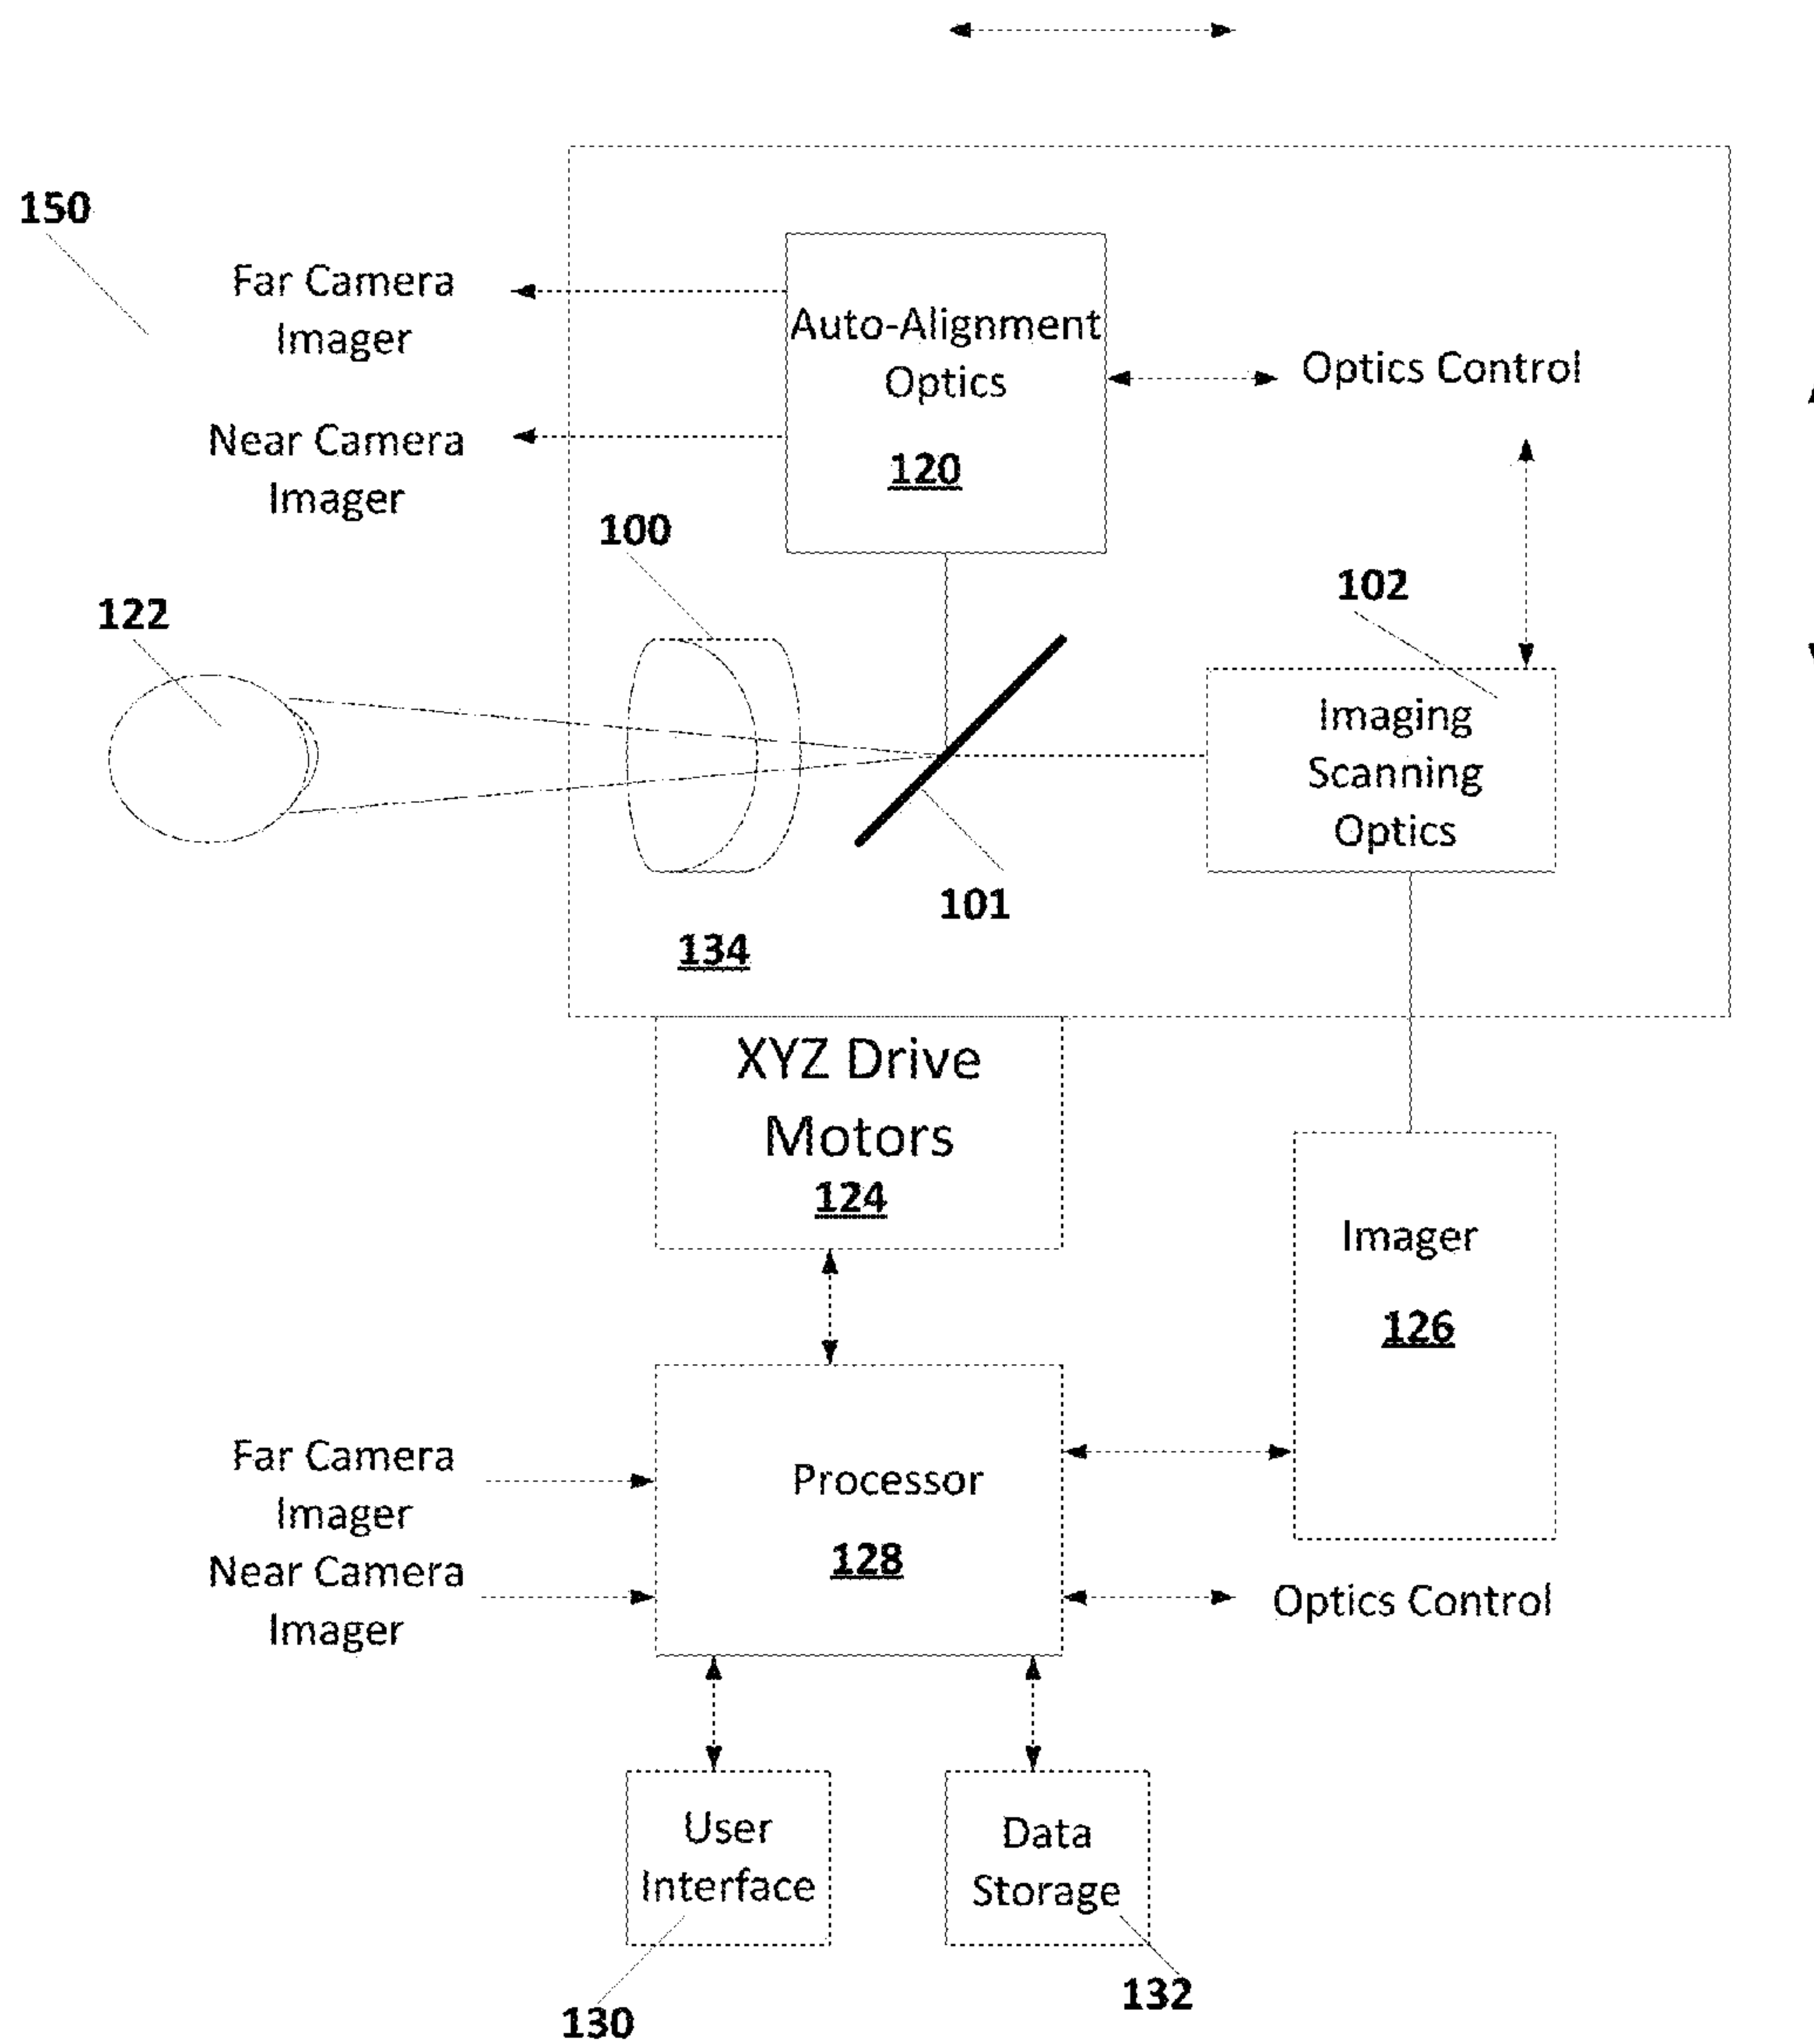 150
Far Camera
Imager
Auto-Alignment
Optics
120
Optics Control
Near Camera
Imager
100
102
122
Imaging
Scanning
Optics
101
134
XYZ Drive
Motors
124
Imager
126
Far Camera
Imager
Near Camera
Imager
Processor
128
Optics Control
User
Interface
Data
Storage
132
130